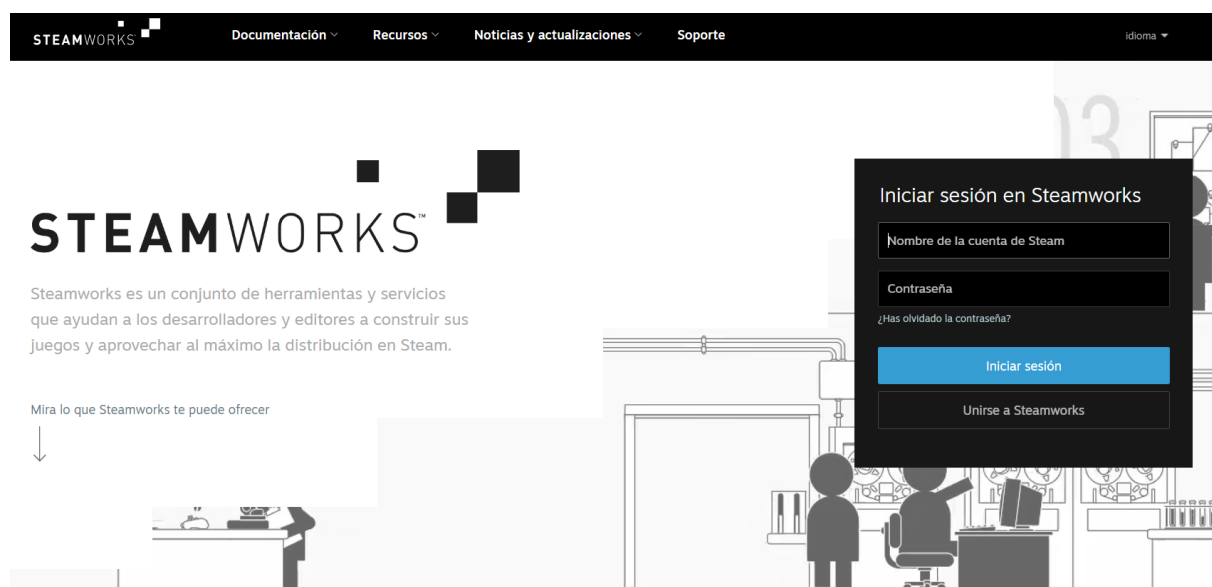 STEAMWORKS
Documentación
Recursos
Noticias y actualizaciones
Soporte
idioma
03
STEAMWORKS™
Steamworks es un conjunto de herramientas y servicios
que ayudan a los desarrolladores y editores a construir sus
juegos y aprovechar al máximo la distribución en Steam.
Mira lo que Steamworks te puede ofrecer
Iniciar sesión en Steamworks
Nombre de la cuenta de Steam
Contraseña
¿Has olvidado la contraseña?
Iniciar sesión
Unirse a Steamworks